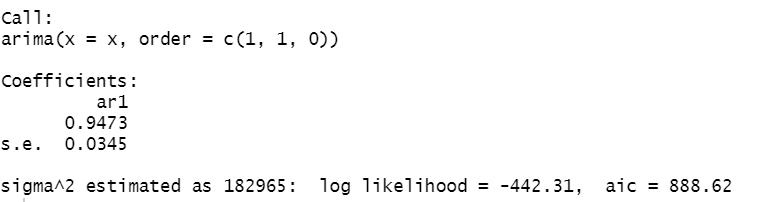 Call:
arima(x = x, order = c(1, 1, 0))
Coefficients:
ar1
0.9473
s.e. 0.0345
sigma^2 estimated as 182965: log likelihood = -442.31, aic = 888.62